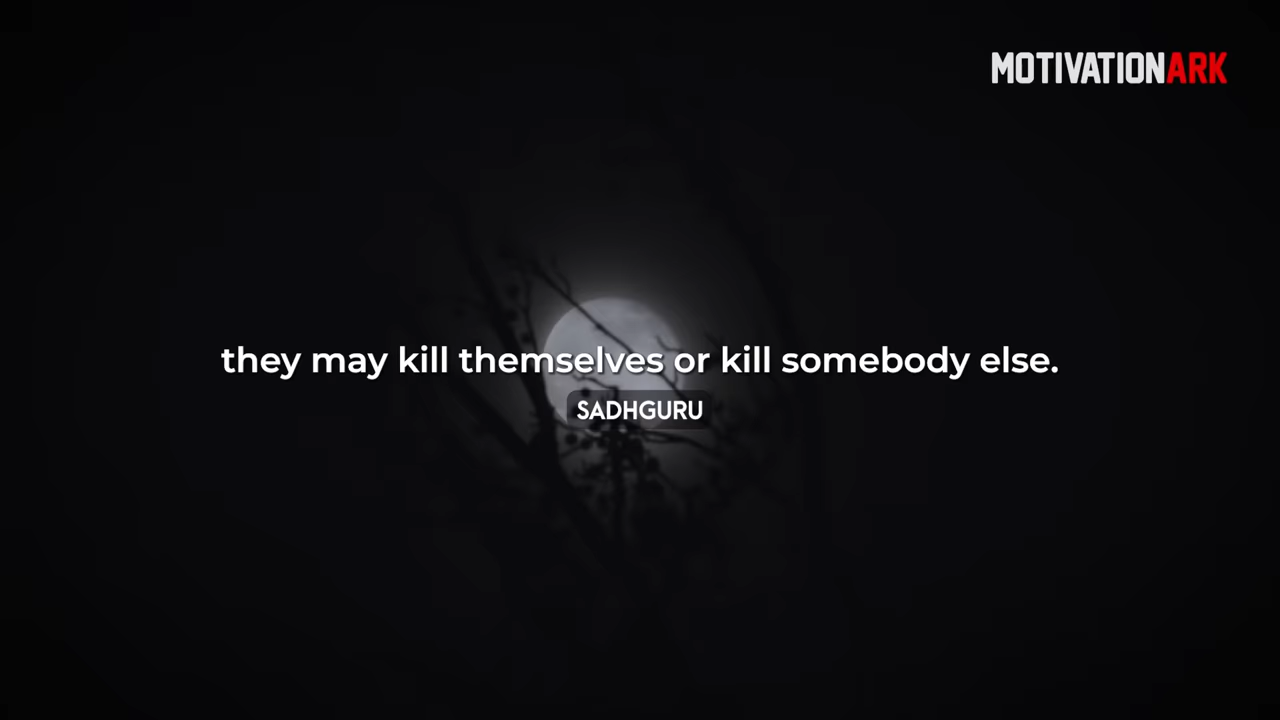 MOTIVATIONARK
they may kill themselves or kill somebody else.
SADHGURU